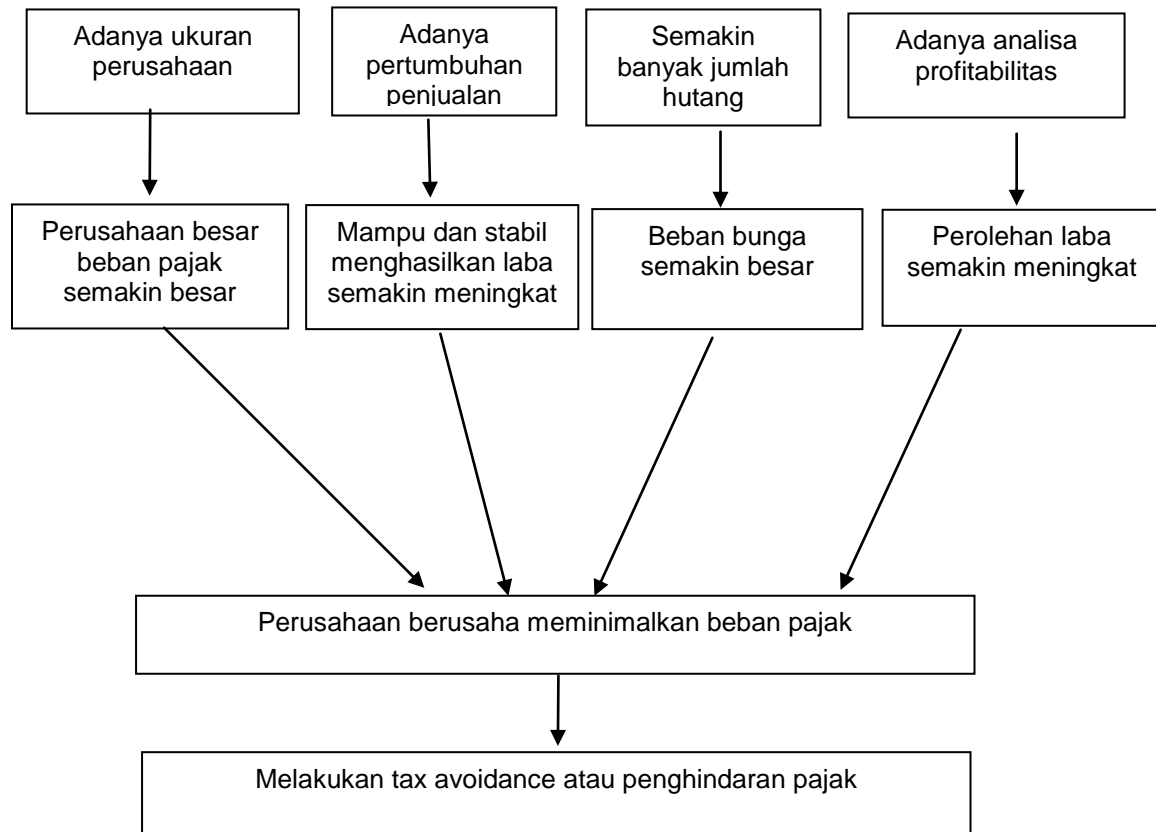 Adanya ukuran
perusahaan
Adanya
pertumbuhan
penjualan
Semakin
banyak jumlah
hutang
Adanya analisa
profitabilitas
Perusahaan besar
beban pajak
semakin besar
Mampu dan stabil
menghasilkan laba
semakin meningkat
Beban bunga
semakin besar
Perolehan laba
semakin meningkat
Perusahaan berusaha meminimalkan beban pajak
Melakukan tax avoidance atau penghindaran pajak